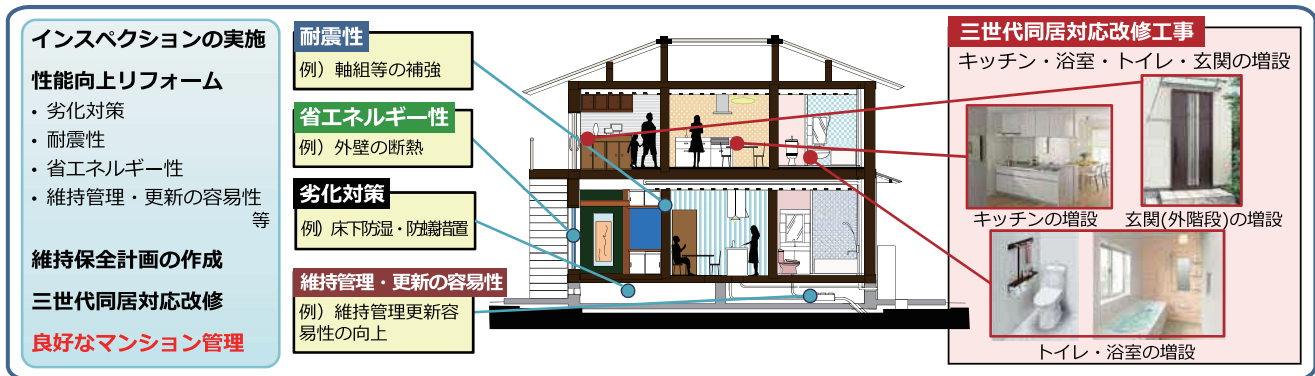 インスペクションの実施
性能向上リフォーム
・ 劣化対策
・ 耐震性
・ 省エネルギー性
・ 維持管理・更新の容易性
等
維持保全計画の作成
三世代同居対応改修
良好なマンション管理
耐震性
例）軸組等の補強
省エネルギー性
例）外壁の断熱
劣化対策
例）床下防湿・防蟻措置
維持管理・更新の容易性
例）維持管理更新容
易性の向上
三世代同居対応改修工事
キッチン・浴室・トイレ・玄関の増設
キッチンの増設
玄関(外階段)の増設
トイレ・浴室の増設